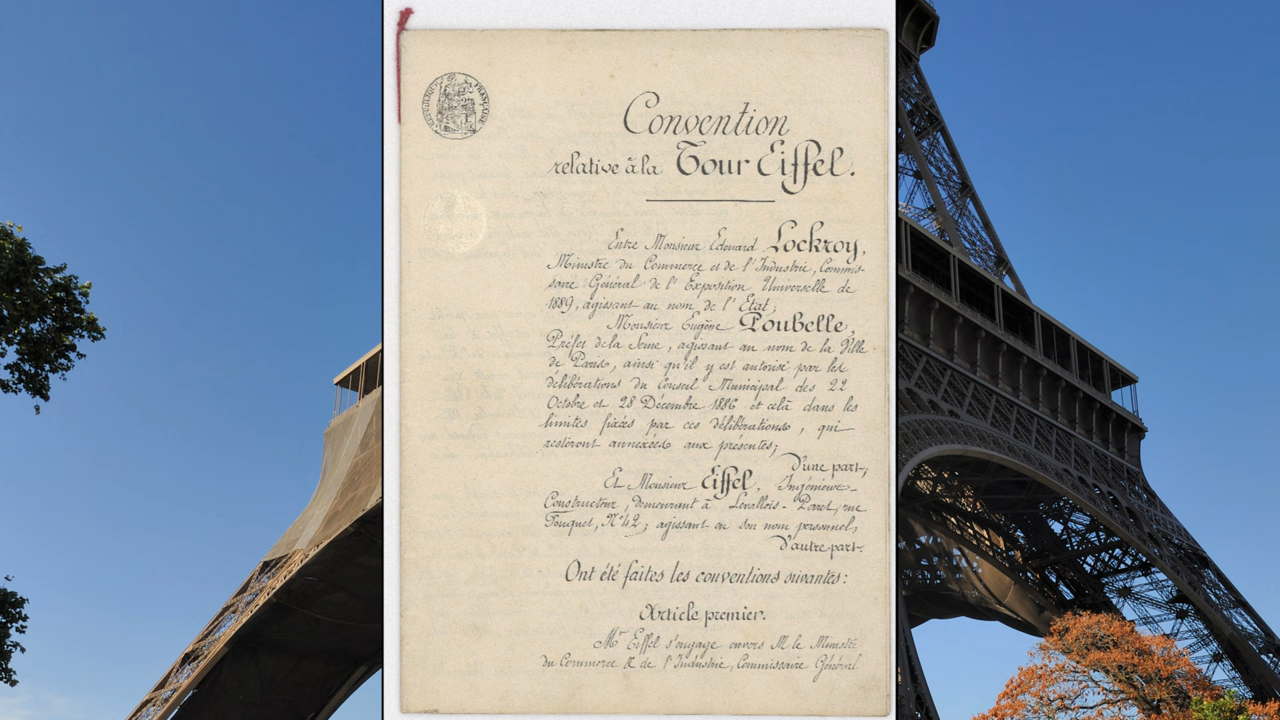 RÉPUBLIQUE FRANÇAISE
Convention
relative à la Tour Eiffel.
Entre Monsieur Edouard Lockroy,
Ministre du Commerce et de l'Industrie, Commis-
saire Général de l'Exposition Universelle de
1889, agissant au nom de l'Etat;
Monsieur Eugène Poubelle,
Préfet de la Seine, agissant au nom de la Ville
de Paris, ainsi qu'il y est autorisé par les
délibérations du Conseil Municipal des 22
Octobre et 28 Décembre 1886 et celà dans les
limites fixées par ces délibérations, qui
resteront annexées aux présentes;
D'une part;
Et Monsieur Eiffel, Ingénieur-
Constructeur, demeurant à Levallois-Perret, rue
Fouquet, N° 42; agissant en son nom personnel,
D'autre part.
Ont été faites les conventions suivantes:
Article premier.
Mr Eiffel s'engage envers M le Ministre
du Commerce & de l'Industrie, Commissaire Général